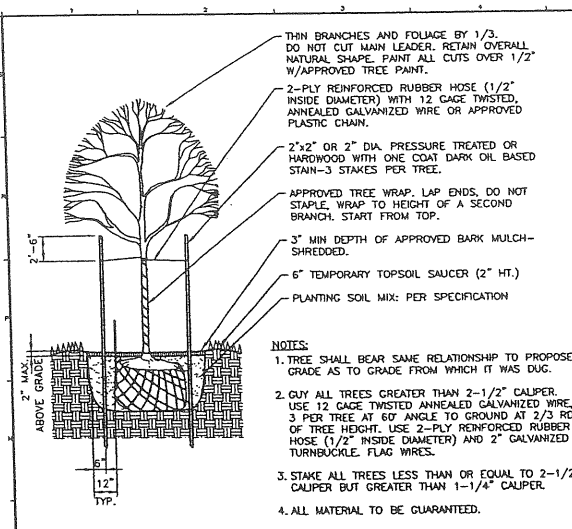 1
2
3
4
THIN BRANCHES AND FOLIAGE BY 1/3.
DO NOT CUT MAIN LEADER. RETAIN OVERALL
NATURAL SHAPE. PAINT ALL CUTS OVER 1/2"
W/APPROVED TREE PAINT.
2-PLY REINFORCED RUBBER HOSE (1/2"
INSIDE DIAMETER) WITH 12 GAGE TWISTED,
ANNEALED GALVANIZED WIRE OR APPROVED
PLASTIC CHAIN.
2"x2" OR 2" DIA. PRESSURE TREATED OR
HARDWOOD WITH ONE COAT DARK OIL BASED
STAIN-3 STAKES PER TREE.
APPROVED TREE WRAP. LAP ENDS, DO NOT
STAPLE, WRAP TO HEIGHT OF A SECOND
BRANCH. START FROM TOP.
3" MIN DEPTH OF APPROVED BARK MULCH-
SHREDDED.
6" TEMPORARY TOPSOIL SAUCER (2" HT.)
PLANTING SOIL MIX: PER SPECIFICATION
2'-6"
2" MAX.
ABOVE GRADE
6"
12"
TYP.
NOTES:
1. TREE SHALL BEAR SAME RELATIONSHIP TO PROPOSE
GRADE AS TO GRADE FROM WHICH IT WAS DUG.
2. GUY ALL TREES GREATER THAN 2-1/2" CALIPER.
USE 12 GAGE TWISTED ANNEALED GALVANIZED WIRE,
3 PER TREE AT 60° ANGLE TO GROUND AT 2/3 RD
OF TREE HEIGHT. USE 2-PLY REINFORCED RUBBER
HOSE (1/2" INSIDE DIAMETER) AND 2" GALVANIZED
TURNBUCKLE. FLAG WIRES.
3. STAKE ALL TREES LESS THAN OR EQUAL TO 2-1/2
CALIPER BUT GREATER THAN 1-1/4" CALIPER.
4. ALL MATERIAL TO BE GUARANTEED.